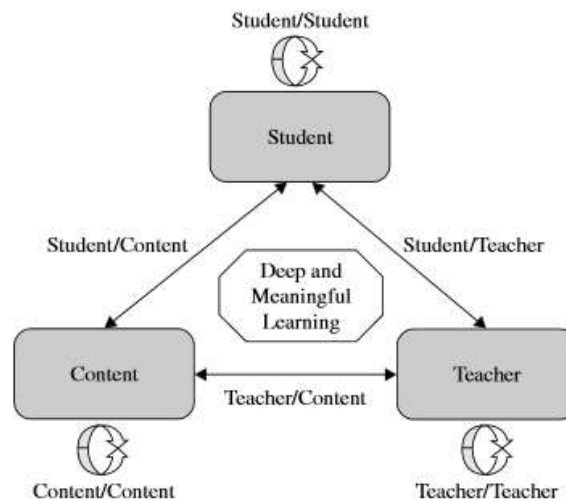 Student/Student
Student
Student/Content
Student/Teacher
Deep and
Meaningful
Learning
Content
Teacher
Teacher/Content
Content/Content
Teacher/Teacher